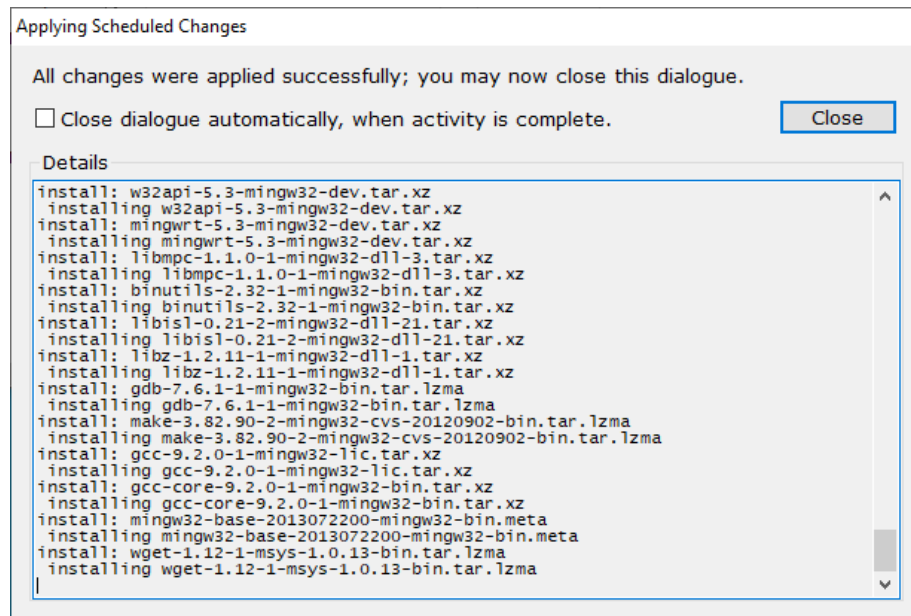 Applying Scheduled Changes
All changes were applied successfully; you may now close this dialogue.
Close dialogue automatically, when activity is complete.
Close
Details
install: w32api-5.3-mingw32-dev.tar.xz
installing w32api-5.3-mingw32-dev.tar.xz
install: mingwrt-5.3-mingw32-dev.tar.xz
installing mingwrt-5.3-mingw32-dev.tar.xz
install: libmpc-1.1.0-1-mingw32-dll-3.tar.xz
installing libmpc-1.1.0-1-mingw32-dll-3.tar.xz
install: binutils-2.32-1-mingw32-bin.tar.xz
installing binutils-2.32-1-mingw32-bin.tar.xz
install: libisl-0.21-2-mingw32-dll-21.tar.xz
installing libisl-0.21-2-mingw32-dll-21.tar.xz
install: libz-1.2.11-1-mingw32-dll-1.tar.xz
installing libz-1.2.11-1-mingw32-dll-1.tar.xz
install: gdb-7.6.1-1-mingw32-bin.tar.lzma
installing gdb-7.6.1-1-mingw32-bin.tar.lzma
install: make-3.82.90-2-mingw32-cvs-20120902-bin.tar.lzma
installing make-3.82.90-2-mingw32-cvs-20120902-bin.tar.lzma
install: gcc-9.2.0-1-mingw32-lic.tar.xz
installing gcc-9.2.0-1-mingw32-lic.tar.xz
install: gcc-core-9.2.0-1-mingw32-bin.tar.xz
installing gcc-core-9.2.0-1-mingw32-bin.tar.xz
install: mingw32-base-2013072200-mingw32-bin.meta
installing mingw32-base-2013072200-mingw32-bin.meta
install: wget-1.12-1-msys-1.0.13-bin.tar.lzma
installing wget-1.12-1-msys-1.0.13-bin.tar.lzma